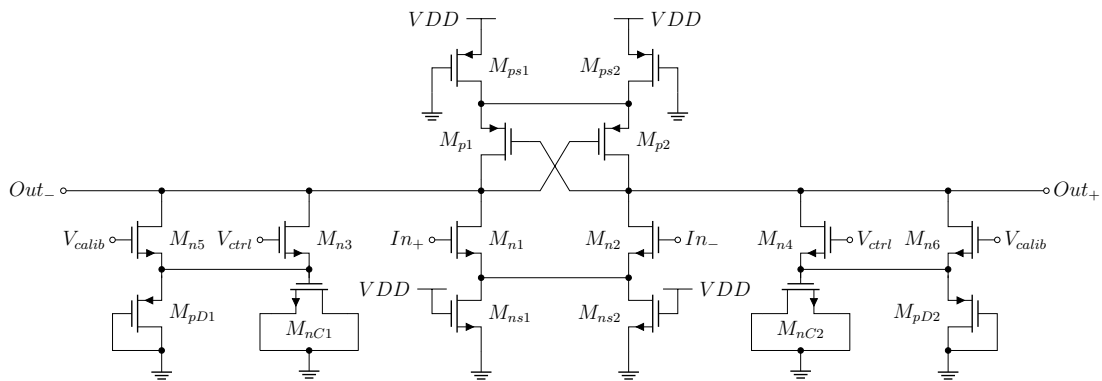 VDD VDD
M_{ps1} M_{ps2}
M_{p1} M_{p2}
Out_- Out_+
V_{calib} M_{n5} V_{ctrl} M_{n3} In_+ M_{n1} M_{n2} In_- M_{n4} V_{ctrl} M_{n6} V_{calib}
VDD VDD
M_{pD1} M_{nC1} M_{ns1} M_{ns2} M_{nC2} M_{pD2}